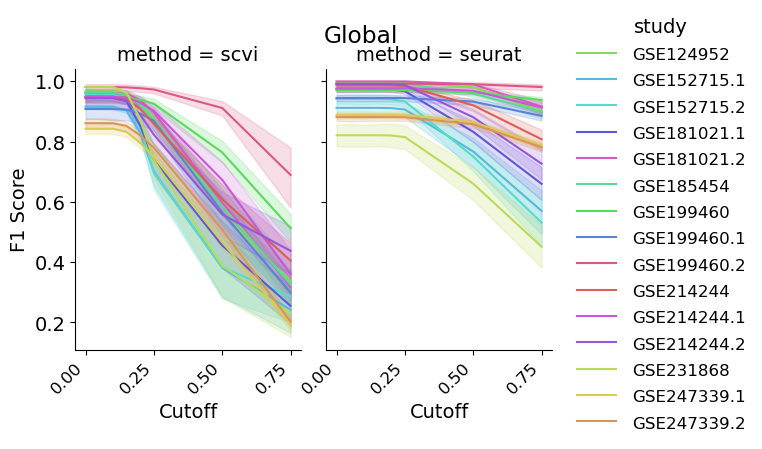 Global
method = scvi
method = seurat
F1 Score
1.0
0.8
0.6
0.4
0.2
0.00
0.25
0.50
0.75
Cutoff
0.00
0.25
0.50
0.75
Cutoff
study
GSE124952
GSE152715.1
GSE152715.2
GSE181021.1
GSE181021.2
GSE185454
GSE199460
GSE199460.1
GSE199460.2
GSE214244
GSE214244.1
GSE214244.2
GSE231868
GSE247339.1
GSE247339.2